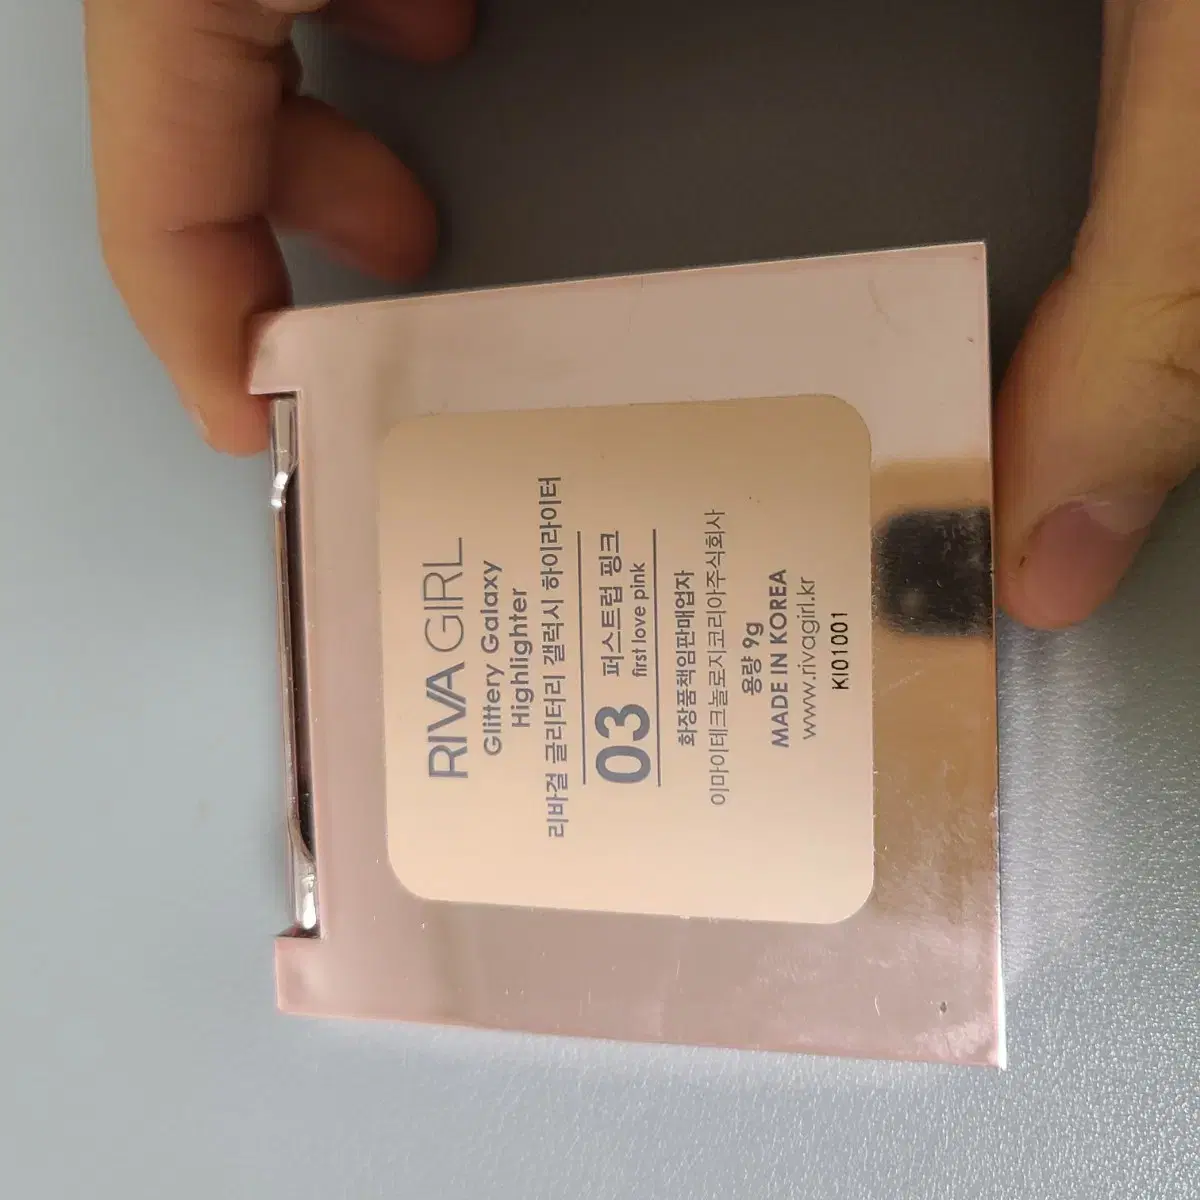 RIVA GIRL
Glittery Galaxy
Highlighter
리바걸 글리터리 갤럭시 하이라이터
03 퍼스트럽 핑크
first love pink
화장품책임판매업자
이마이테크놀로지코리아주식회사
용량 9g
MADE IN KOREA
www.rivagirl.kr
KI01001